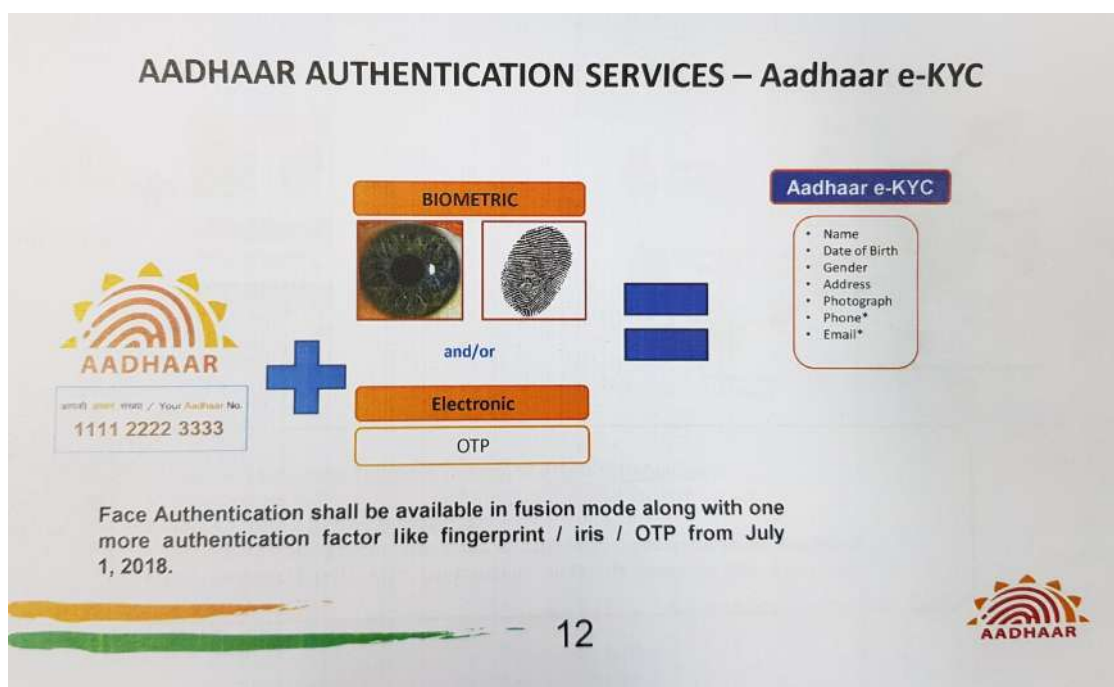 AADHAAR AUTHENTICATION SERVICES – Aadhaar e-KYC
BIOMETRIC
and/or
Electronic
OTP
AADHAAR
आपकी आधार संख्या / Your Aadhaar No.
1111 2222 3333
Aadhaar e-KYC
• Name
• Date of Birth
• Gender
• Address
• Photograph
• Phone*
• Email*
Face Authentication shall be available in fusion mode along with one
more authentication factor like fingerprint / iris / OTP from July
1, 2018.
12
AADHAAR